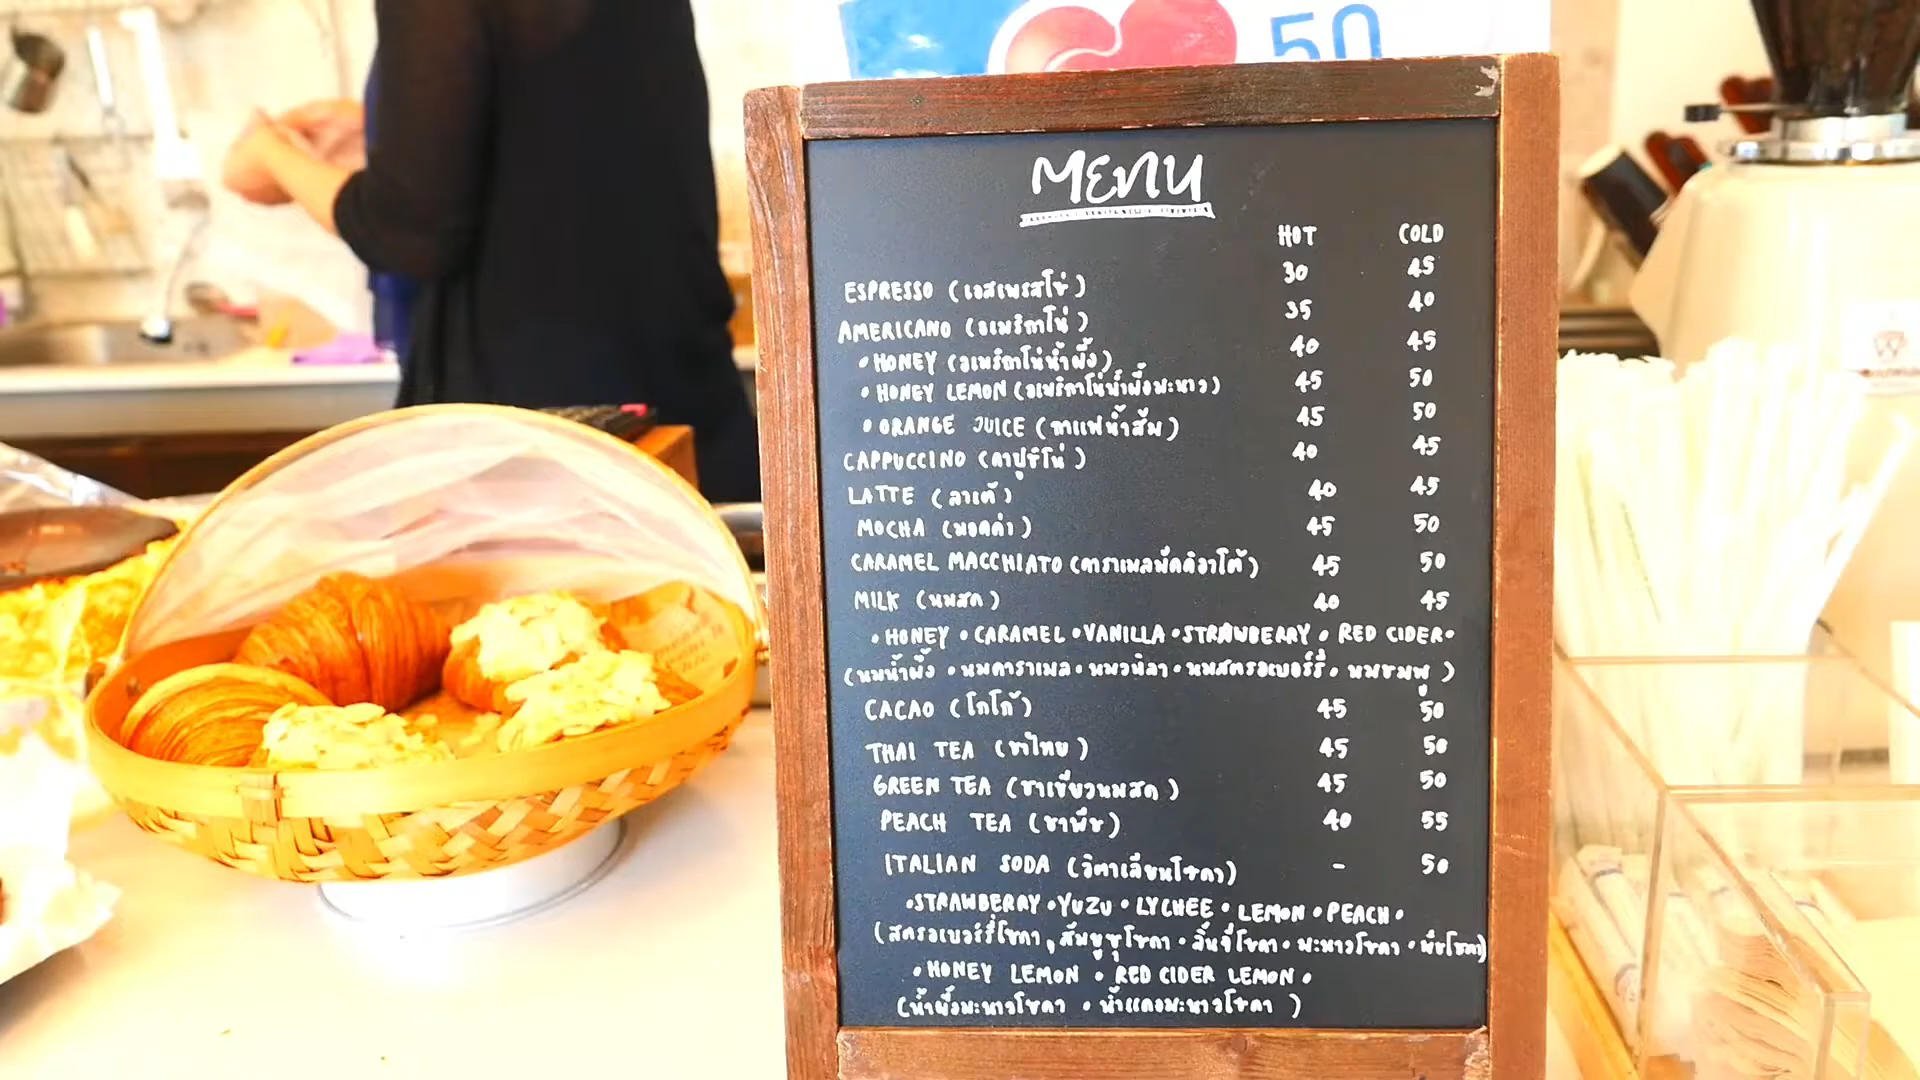 50
MENU
HOT COLD
ESPRESSO (เอสเพรสโซ่) 30 45
AMERICANO (อเมริกาโน่) 35 40
• HONEY (อเมริกาโน่น้ำผึ้ง) 40 45
• HONEY LEMON (อเมริกาโน่น้ำผึ้งมะนาว) 45 50
• ORANGE JUICE (กาแฟน้ำส้ม) 45 50
CAPPUCCINO (คาปูชิโน่) 40 45
LATTE (ลาเต้) 40 45
MOCHA (มอคค่า) 45 50
CARAMEL MACCHIATO (คาราเมลมัคคิอาโต้) 45 50
MILK (นมสด) 40 45
• HONEY • CARAMEL • VANILLA • STRAWBERRY • RED CIDER •
(นมน้ำผึ้ง • นมคาราเมล • นมวนิลา • นมสตรอเบอร์รี่ • นมชมพู)
CACAO (โกโก้) 45 50
THAI TEA (ชาไทย) 45 50
GREEN TEA (ชาเขียวนมสด) 45 50
PEACH TEA (ชาพีช) 40 55
ITALIAN SODA (อิตาเลียนโซดา) - 50
• STRAWBERRY • YUZU • LYCHEE • LEMON • PEACH •
(สตรอเบอร์รี่โซดา, ส้มยูซุโซดา • ลิ้นจี่โซดา • มะนาวโซดา • พีชโซดา)
• HONEY LEMON • RED CIDER LEMON •
(น้ำผึ้งมะนาวโซดา • น้ำแดงมะนาวโซดา)